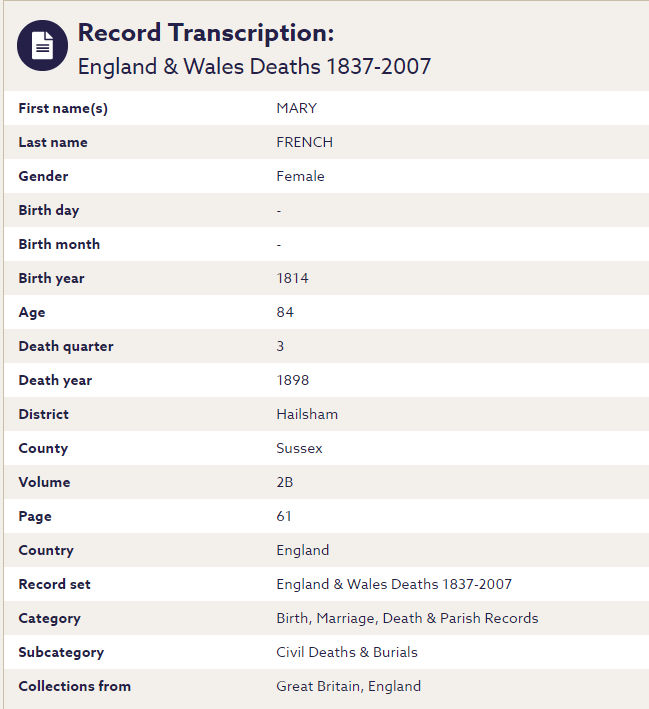 Record Transcription:
England & Wales Deaths 1837-2007
First name(s) MARY
Last name FRENCH
Gender Female
Birth day -
Birth month -
Birth year 1814
Age 84
Death quarter 3
Death year 1898
District Hailsham
County Sussex
Volume 2B
Page 61
Country England
Record set England & Wales Deaths 1837-2007
Category Birth, Marriage, Death & Parish Records
Subcategory Civil Deaths & Burials
Collections from Great Britain, England